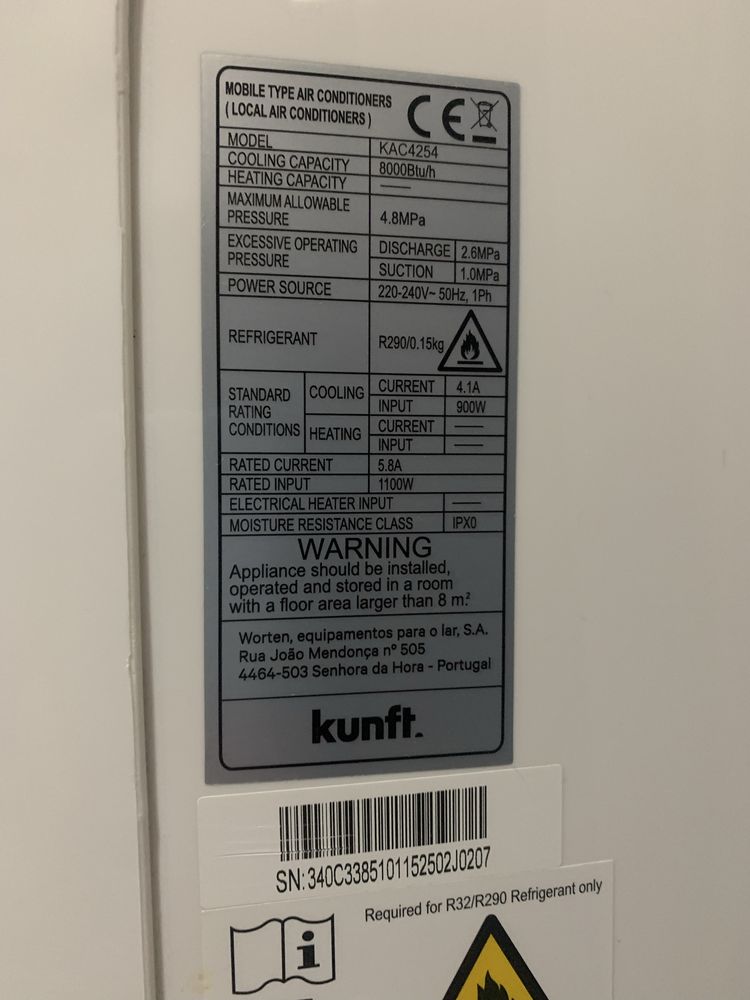 MOBILE TYPE AIR CONDITIONERS
( LOCAL AIR CONDITIONERS )
CE
MODEL KAC4254
COOLING CAPACITY 8000Btu/h
HEATING CAPACITY ——
MAXIMUM ALLOWABLE
PRESSURE 4.8MPa
EXCESSIVE OPERATING
PRESSURE
DISCHARGE 2.6MPa
SUCTION 1.0MPa
POWER SOURCE 220-240V~ 50Hz, 1Ph
REFRIGERANT R290/0.15kg
STANDARD
RATING
CONDITIONS
COOLING
CURRENT 4.1A
INPUT 900W
HEATING
CURRENT ——
INPUT ——
RATED CURRENT 5.8A
RATED INPUT 1100W
ELECTRICAL HEATER INPUT ——
MOISTURE RESISTANCE CLASS IPX0
WARNING
Appliance should be installed,
operated and stored in a room
with a floor area larger than 8 m².
Worten, equipamentos para o lar, S.A.
Rua João Mendonça nº 505
4464-503 Senhora da Hora - Portugal
kunft.
SN: 340C3385101152502J0207
Required for R32/R290 Refrigerant only
i